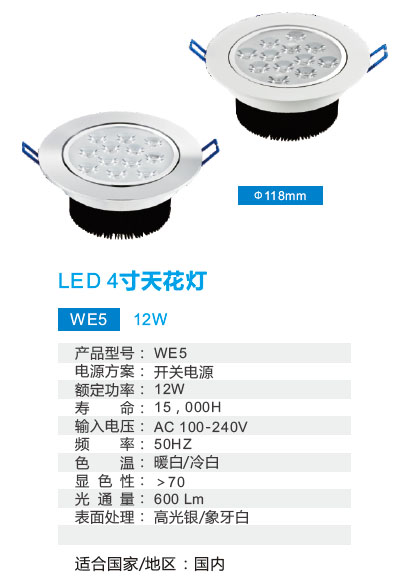 Φ118mm
LED 4寸天花灯
WE5 12W
产品型号：WE5
电源方案：开关电源
额定功率：12W
寿 命：15，000H
输入电压：AC 100-240V
频 率：50HZ
色 温：暖白/冷白
显 色 性：＞70
光 通 量：600 Lm
表面处理：高光银/象牙白
适合国家/地区：国内